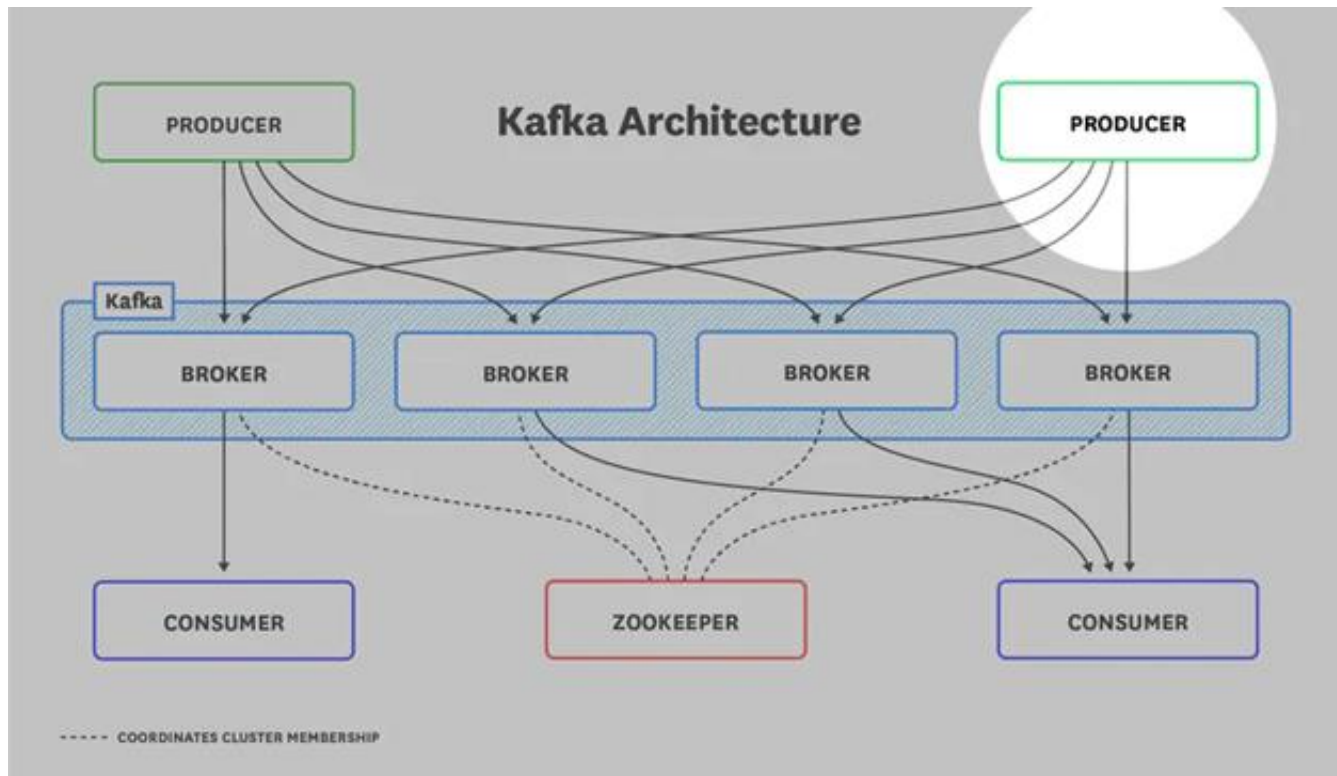 PRODUCER
Kafka Architecture
PRODUCER
Kafka
BROKER
BROKER
BROKER
BROKER
CONSUMER
ZOOKEEPER
CONSUMER
COORDINATES CLUSTER MEMBERSHIP